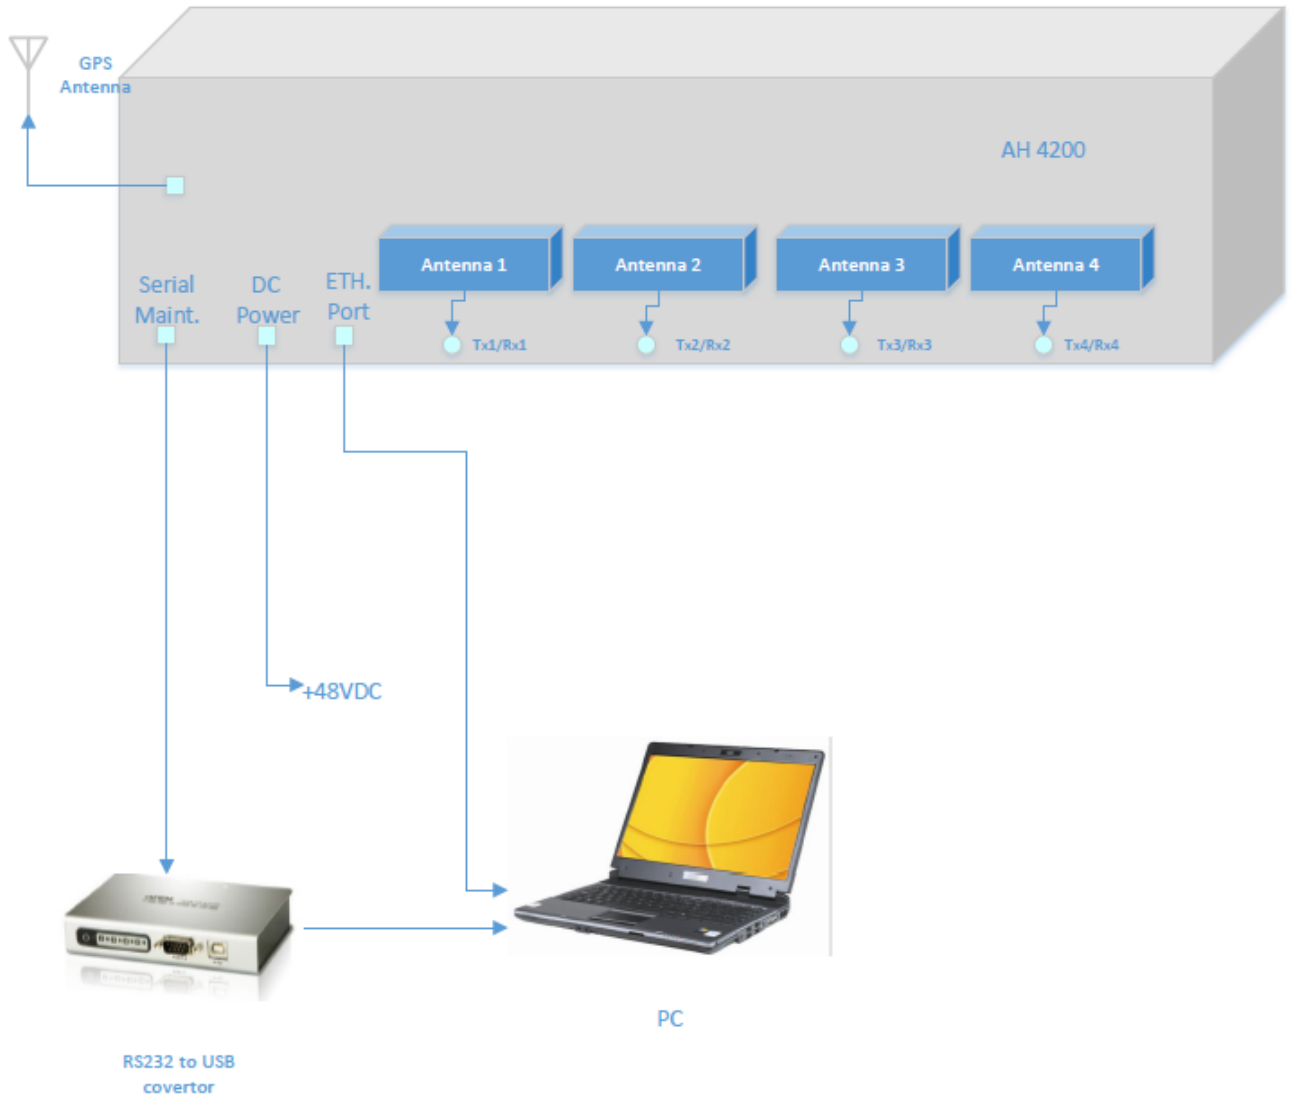 GPS
Antenna
AH 4200
Antenna 1
Antenna 2
Antenna 3
Antenna 4
Serial
Maint.
DC
Power
ETH.
Port
Tx1/Rx1
Tx2/Rx2
Tx3/Rx3
Tx4/Rx4
+48VDC
PC
RS232 to USB
covertor